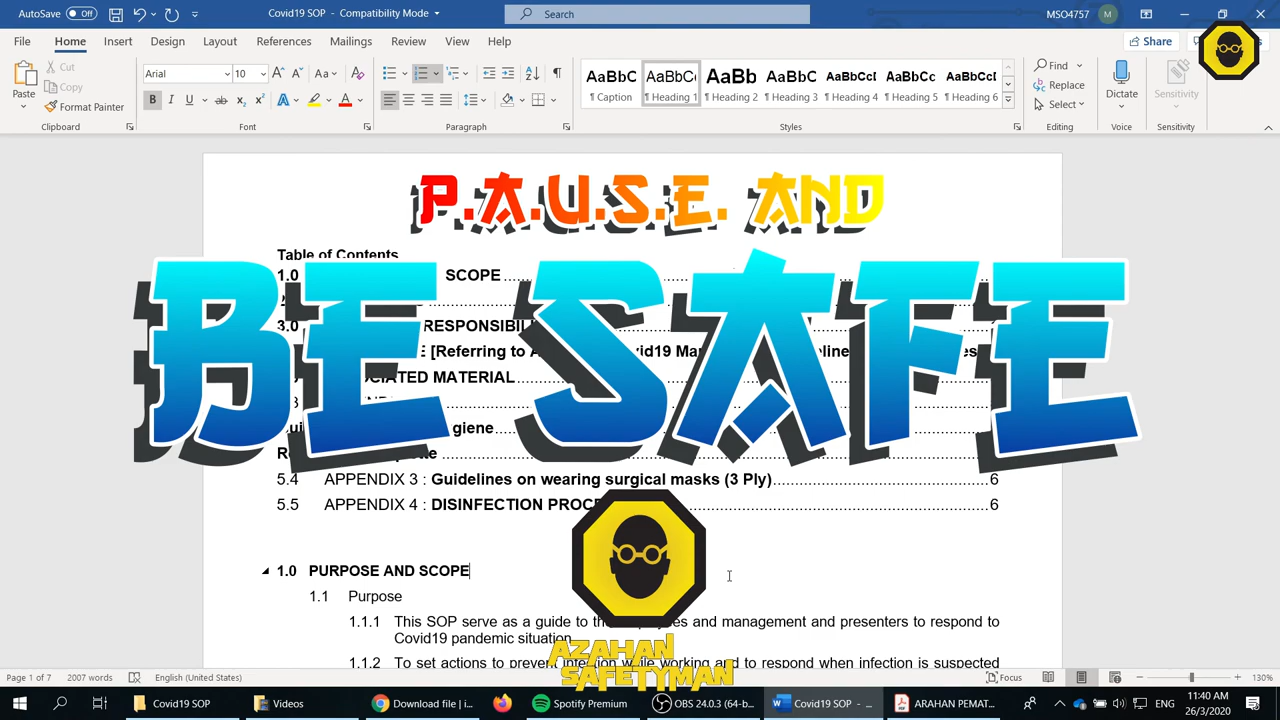 AutoSave Off Covid19 SOP - Compatibility Mode Search MSO4757 M
File Home Insert Design Layout References Mailings Review View Help Share
Paste Cut Copy Format Painter
Arial 10
AaBbC AaBbCc AaBb AaBbC AaBbCcI AaBbCc AaBbCcI
¶ Caption ¶ Heading 1 ¶ Heading 2 ¶ Heading 3 ¶ Heading 4 ¶ Heading 5 ¶ Heading 6
Find Replace Select Dictate Sensitivity
Clipboard Font Paragraph Styles Editing Voice Sensitivity
P.A.U.S.E. AND
BE SAFE
Table of Contents
1.0 SCOPE
3.0 RESPONSIBIL
[Referring to
MATERIAL
giene
5.4 APPENDIX 3 : Guidelines on wearing surgical masks (3 Ply) 6
5.5 APPENDIX 4 : DISINFECTION PROCE 6
1.0 PURPOSE AND SCOPE
1.1 Purpose
1.1.1 This SOP serve as a guide to the and management and presenters to respond to
Covid19 pandemic situation
1.1.2 To set actions to prevent infection while working and to respond when infection is suspected
AZAHAN
SAFETYMAN
Page 1 of 7 2007 words English (United States) Focus 130%
Covid19 SOP Videos Download file | i... Spotify Premium OBS 24.0.3 (64-b... Covid19 SOP - ... ARAHAN PEMAT... ENG 11:40 AM
26/3/2020